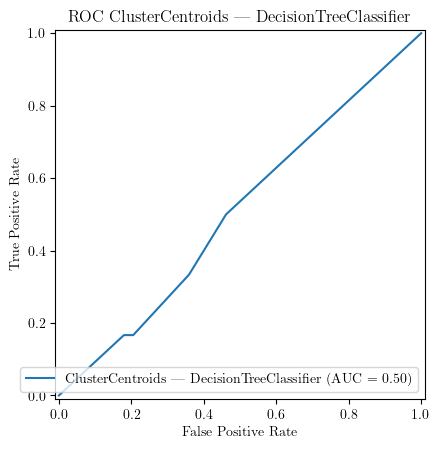 ROC ClusterCentroids — DecisionTreeClassifier
1.0
0.8
0.6
0.4
0.2
0.0
True Positive Rate
ClusterCentroids — DecisionTreeClassifier (AUC = 0.50)
0.0 0.2 0.4 0.6 0.8 1.0
False Positive Rate